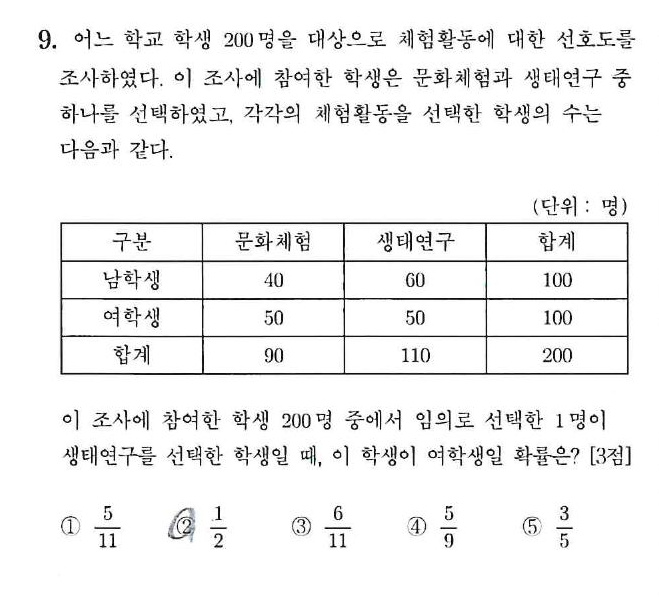 9. 어느 학교 학생 200명을 대상으로 체험활동에 대한 선호도를
조사하였다. 이 조사에 참여한 학생은 문화체험과 생태연구 중
하나를 선택하였고, 각각의 체험활동을 선택한 학생의 수는
다음과 같다.
(단위 : 명)
구분 문화체험 생태연구 합계
남학생 40 60 100
여학생 50 50 100
합계 90 110 200
이 조사에 참여한 학생 200명 중에서 임의로 선택한 1명이
생태연구를 선택한 학생일 때, 이 학생이 여학생일 확률은? [3점]
① 5/11 ② 1/2 ③ 6/11 ④ 5/9 ⑤ 3/5